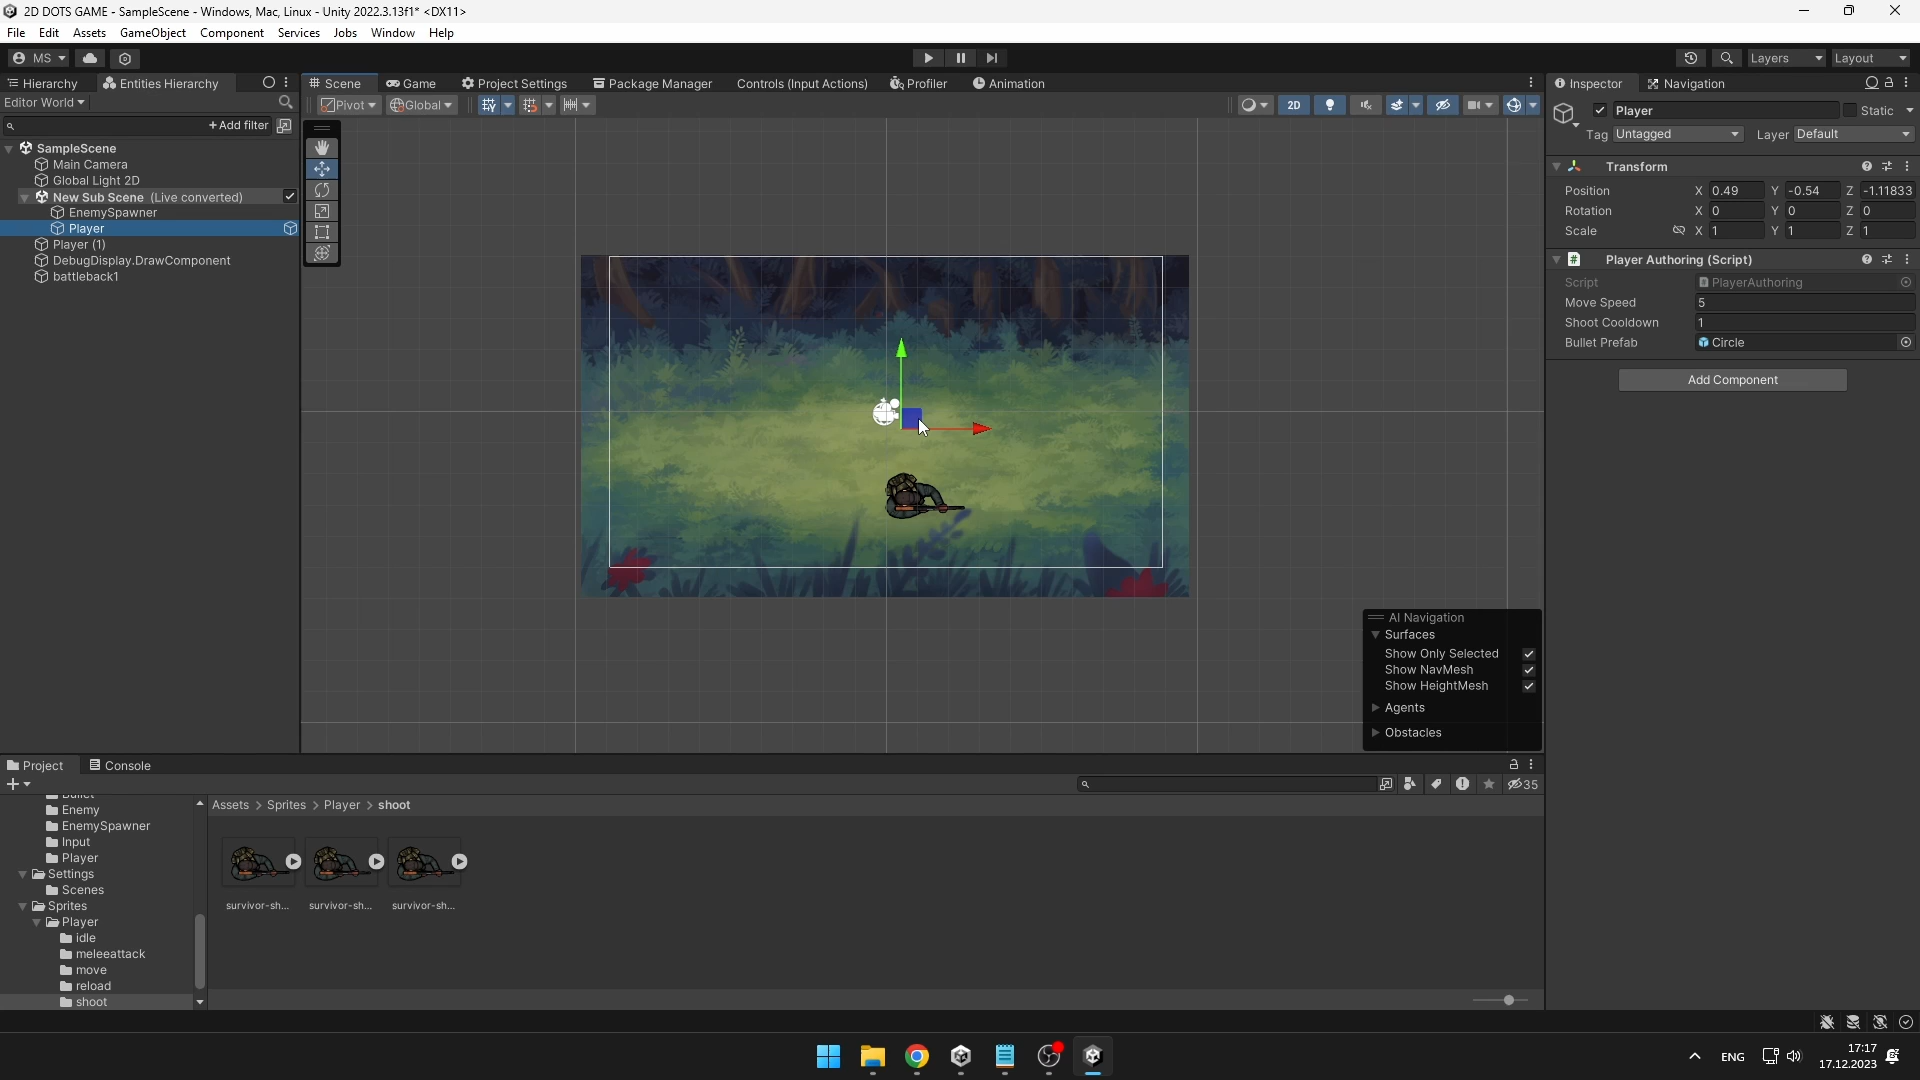 2D DOTS GAME - SampleScene - Windows, Mac, Linux - Unity 2022.3.13f1* <DX11>
File Edit Assets GameObject Component Services Jobs Window Help
MS Layers Layout
Hierarchy Entities Hierarchy Scene Game Project Settings Package Manager Controls (Input Actions) Profiler Animation Inspector Navigation
Editor World Pivot Global 2D
+ Add filter
SampleScene
Main Camera
Global Light 2D
New Sub Scene (Live converted)
EnemySpawner
Player
Player (1)
DebugDisplay.DrawComponent
battleback1
Player Static
Tag Untagged Layer Default
Transform
Position X 0.49 Y -0.54 Z -1.11833
Rotation X 0 Y 0 Z 0
Scale X 1 Y 1 Z 1
# Player Authoring (Script)
Script PlayerAuthoring
Move Speed 5
Shoot Cooldown 1
Bullet Prefab Circle
Add Component
AI Navigation
Surfaces
Show Only Selected
Show NavMesh
Show HeightMesh
Agents
Obstacles
Project Console
35
Bullet
Enemy
EnemySpawner
Input
Player
Settings
Scenes
Sprites
Player
idle
meleeattack
move
reload
shoot
Assets > Sprites > Player > shoot
survivor-sh... survivor-sh... survivor-sh...
ENG
17:17
17.12.2023